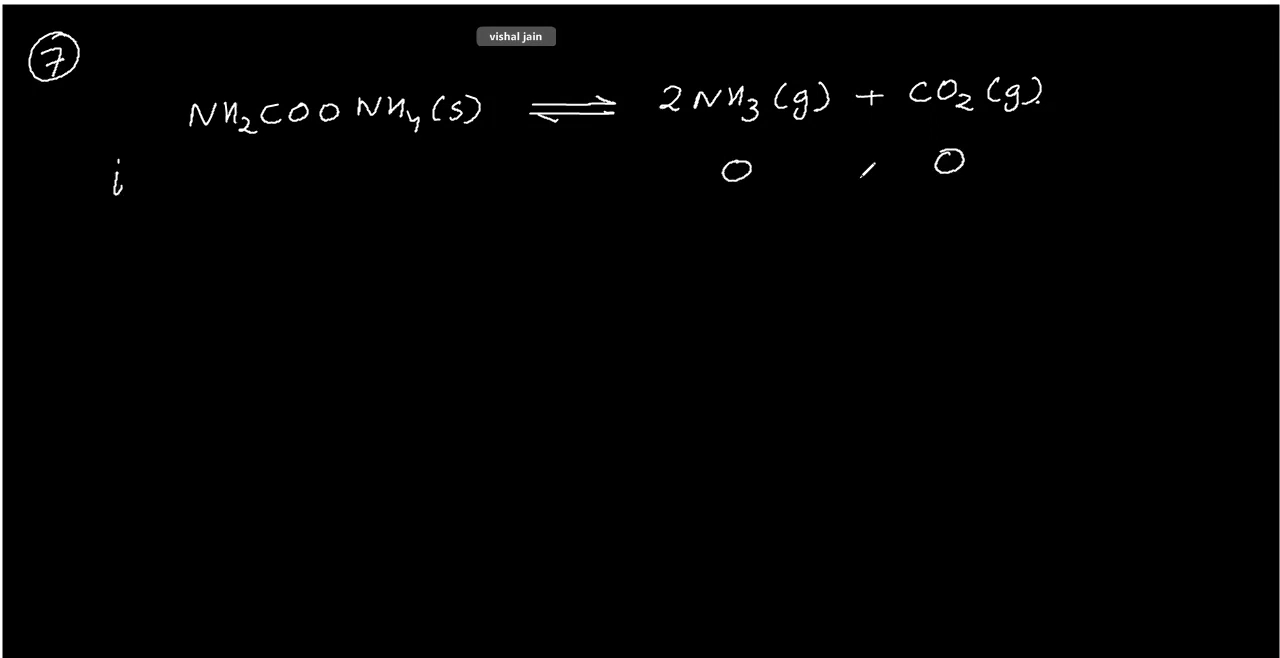 vishal jain
7
NH₂COONH₄(s) ⇌ 2NH₃(g) + CO₂(g).
i 0 , 0